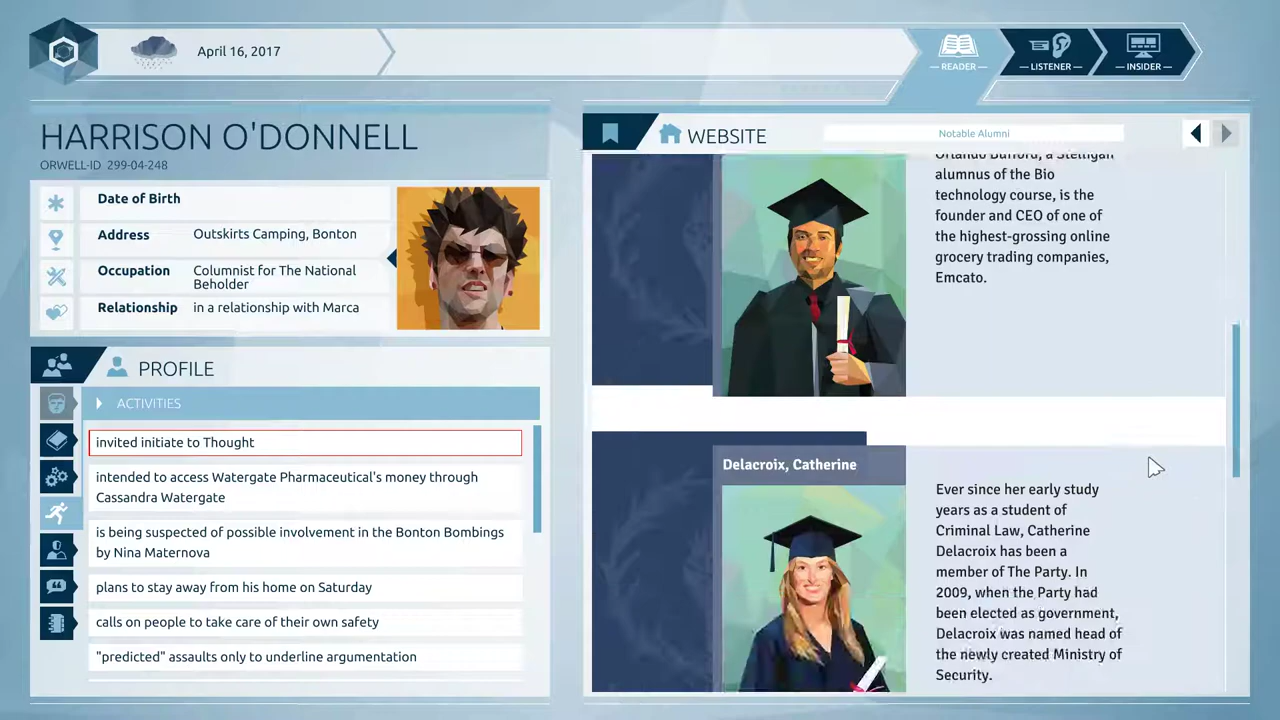 April 16, 2017
READER
LISTENER
INSIDER
HARRISON O'DONNELL
ORWELL-ID 299-04-248
Date of Birth
Address Outskirts Camping, Bonton
Occupation Columnist for The National
Beholder
Relationship in a relationship with Marca
PROFILE
ACTIVITIES
invited initiate to Thought
intended to access Watergate Pharmaceutical's money through
Cassandra Watergate
is being suspected of possible involvement in the Bonton Bombings
by Nina Maternova
plans to stay away from his home on Saturday
calls on people to take care of their own safety
"predicted" assaults only to underline argumentation
WEBSITE
Notable Alumni
Orlando Bufford, a Stelligan
alumnus of the Bio
technology course, is the
founder and CEO of one of
the highest-grossing online
grocery trading companies,
Emcato.
Delacroix, Catherine
Ever since her early study
years as a student of
Criminal Law, Catherine
Delacroix has been a
member of The Party. In
2009, when the Party had
been elected as government,
Delacroix was named head of
the newly created Ministry of
Security.